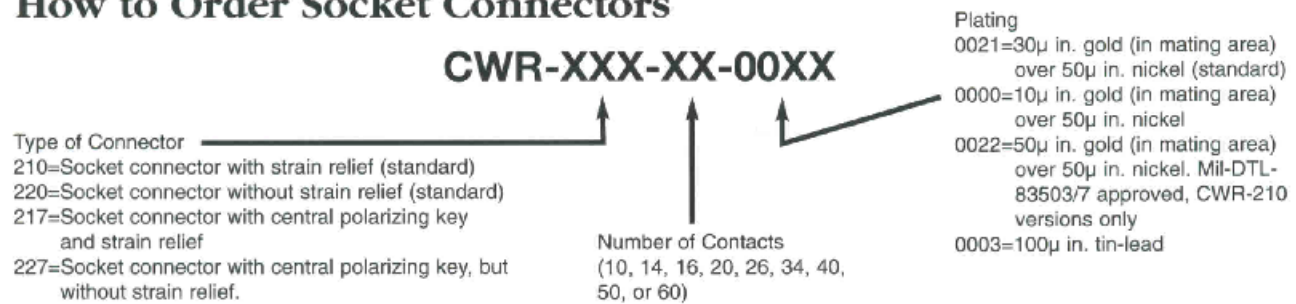 How to Order Socket Connectors
CWR-XXX-XX-00XX
Type of Connector
210=Socket connector with strain relief (standard)
220=Socket connector without strain relief (standard)
217=Socket connector with central polarizing key
and strain relief
227=Socket connector with central polarizing key, but
without strain relief.
Number of Contacts
(10, 14, 16, 20, 26, 34, 40,
50, or 60)
Plating
0021=30µ in. gold (in mating area)
over 50µ in. nickel (standard)
0000=10µ in. gold (in mating area)
over 50µ in. nickel
0022=50µ in. gold (in mating area)
over 50µ in. nickel. Mil-DTL-
83503/7 approved, CWR-210
versions only
0003=100µ in. tin-lead